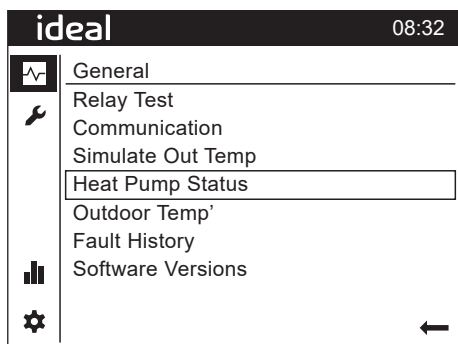 ideal 08:32
General
Relay Test
Communication
Simulate Out Temp
Heat Pump Status
Outdoor Temp'
Fault History
Software Versions